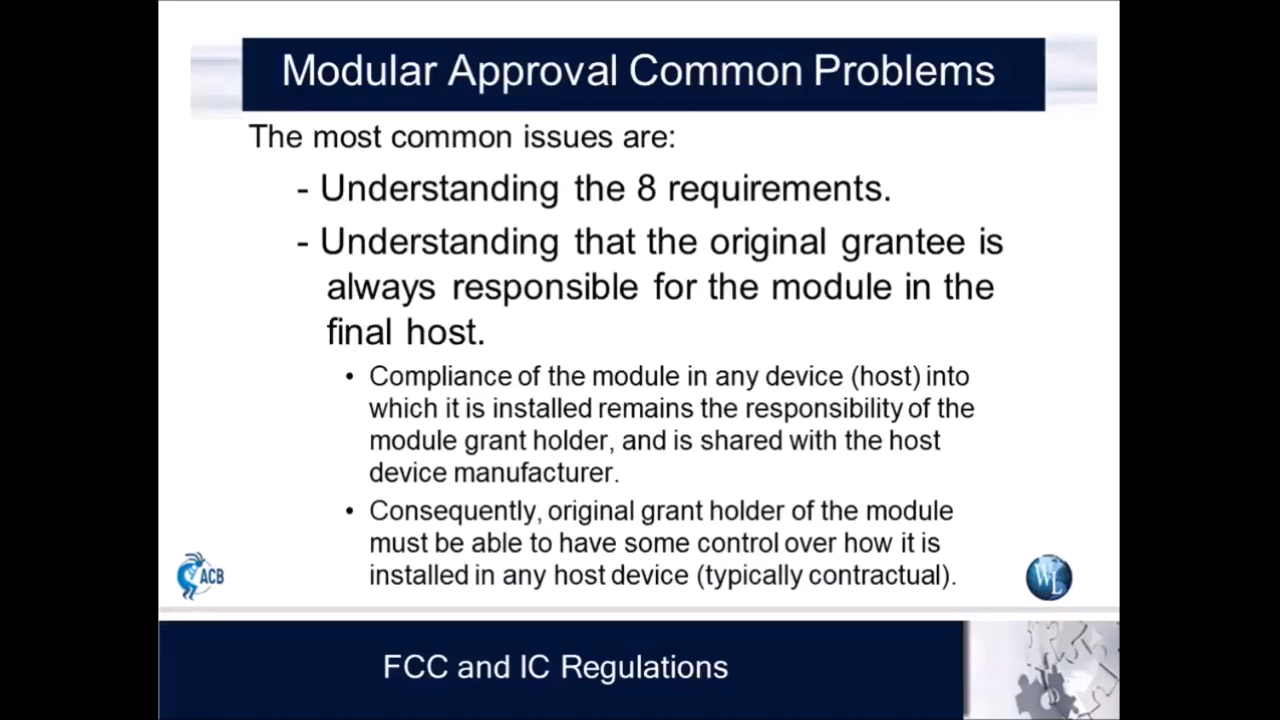 Modular Approval Common Problems
The most common issues are:
- Understanding the 8 requirements.
- Understanding that the original grantee is
always responsible for the module in the
final host.
• Compliance of the module in any device (host) into
which it is installed remains the responsibility of the
module grant holder, and is shared with the host
device manufacturer.
• Consequently, original grant holder of the module
must be able to have some control over how it is
installed in any host device (typically contractual).
ACB
WL
FCC and IC Regulations